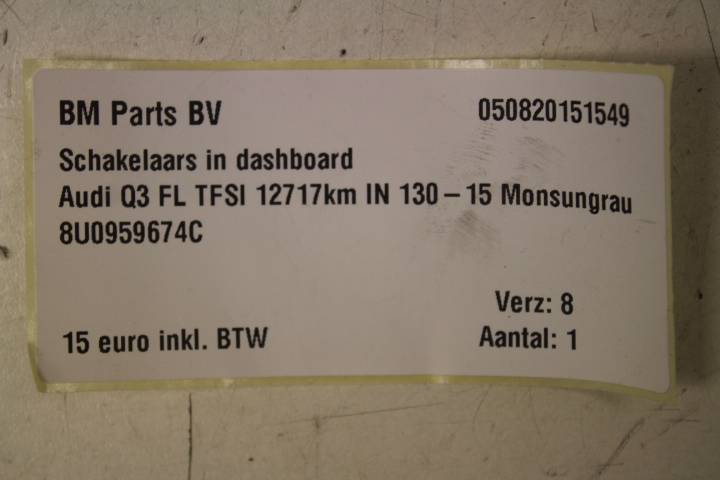 BM Parts BV 050820151549
Schakelaars in dashboard
Audi Q3 FL TFSI 12717km IN 130 – 15 Monsungrau
8U0959674C
Verz: 8
15 euro inkl. BTW Aantal: 1